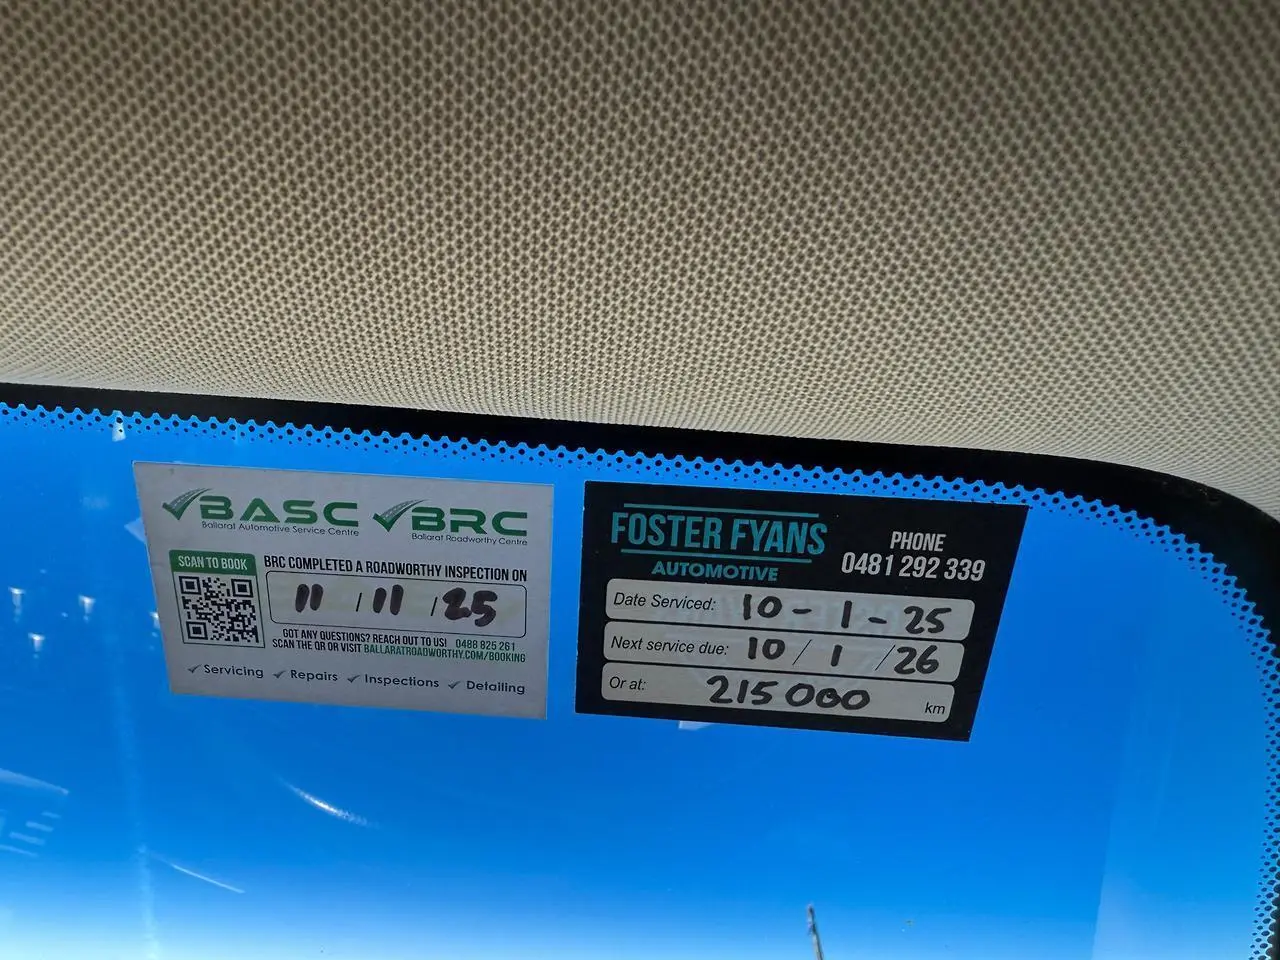 BASC
Ballarat Automotive Service Centre
BRC
Ballarat Roadworthy Centre
SCAN TO BOOK
BRC COMPLETED A ROADWORTHY INSPECTION ON
11 / 11 / 25
GOT ANY QUESTIONS? REACH OUT TO US! 0488 825 261
SCAN THE QR OR VISIT BALLARATROADWORTHY.COM/BOOKING
Servicing Repairs Inspections Detailing
FOSTER FYANS
AUTOMOTIVE
PHONE
0481 292 339
Date Serviced: 10 - 1 - 25
Next service due: 10 / 1 / 26
Or at: 215000 km